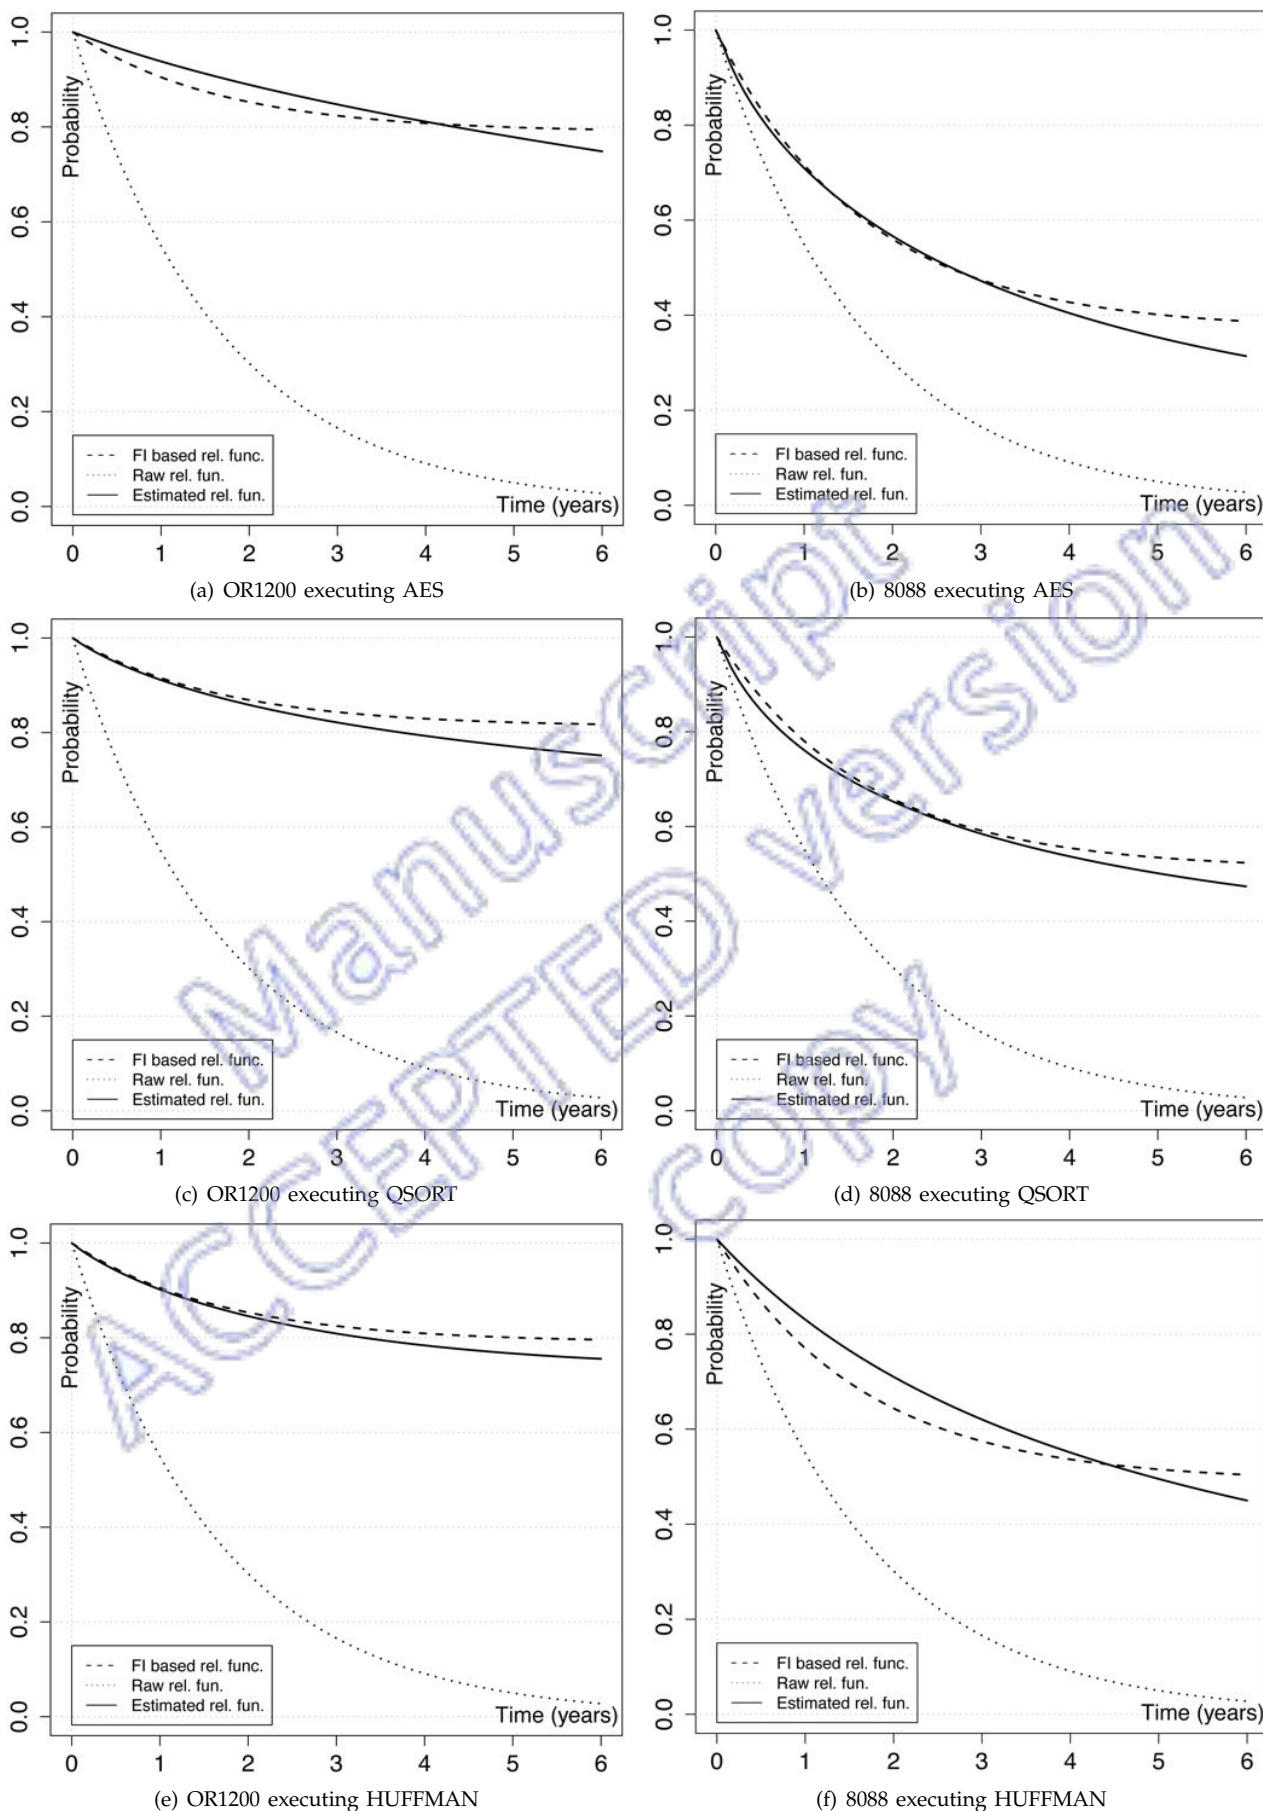 1.0
0.8
0.6
0.4
0.2
0.0
Probability
FI based rel. func.
Raw rel. fun.
Estimated rel. fun.
Time (years)
0 1 2 3 4 5 6
(a) OR1200 executing AES
1.0
0.8
0.6
0.4
0.2
0.0
Probability
FI based rel. func.
Raw rel. fun.
Estimated rel. fun.
Time (years)
0 1 2 3 4 5 6
(b) 8088 executing AES
1.0
0.8
0.6
0.4
0.2
0.0
Probability
FI based rel. func.
Raw rel. fun.
Estimated rel. fun.
Time (years)
0 1 2 3 4 5 6
(c) OR1200 executing QSORT
1.0
0.8
0.6
0.4
0.2
0.0
Probability
FI based rel. func.
Raw rel. fun.
Estimated rel. fun.
Time (years)
0 1 2 3 4 5 6
(d) 8088 executing QSORT
1.0
0.8
0.6
0.4
0.2
0.0
Probability
FI based rel. func.
Raw rel. fun.
Estimated rel. fun.
Time (years)
0 1 2 3 4 5 6
(e) OR1200 executing HUFFMAN
1.0
0.8
0.6
0.4
0.2
0.0
Probability
FI based rel. func.
Raw rel. fun.
Estimated rel. fun.
Time (years)
0 1 2 3 4 5 6
(f) 8088 executing HUFFMAN
Manuscript
ACCEPTED version
copy